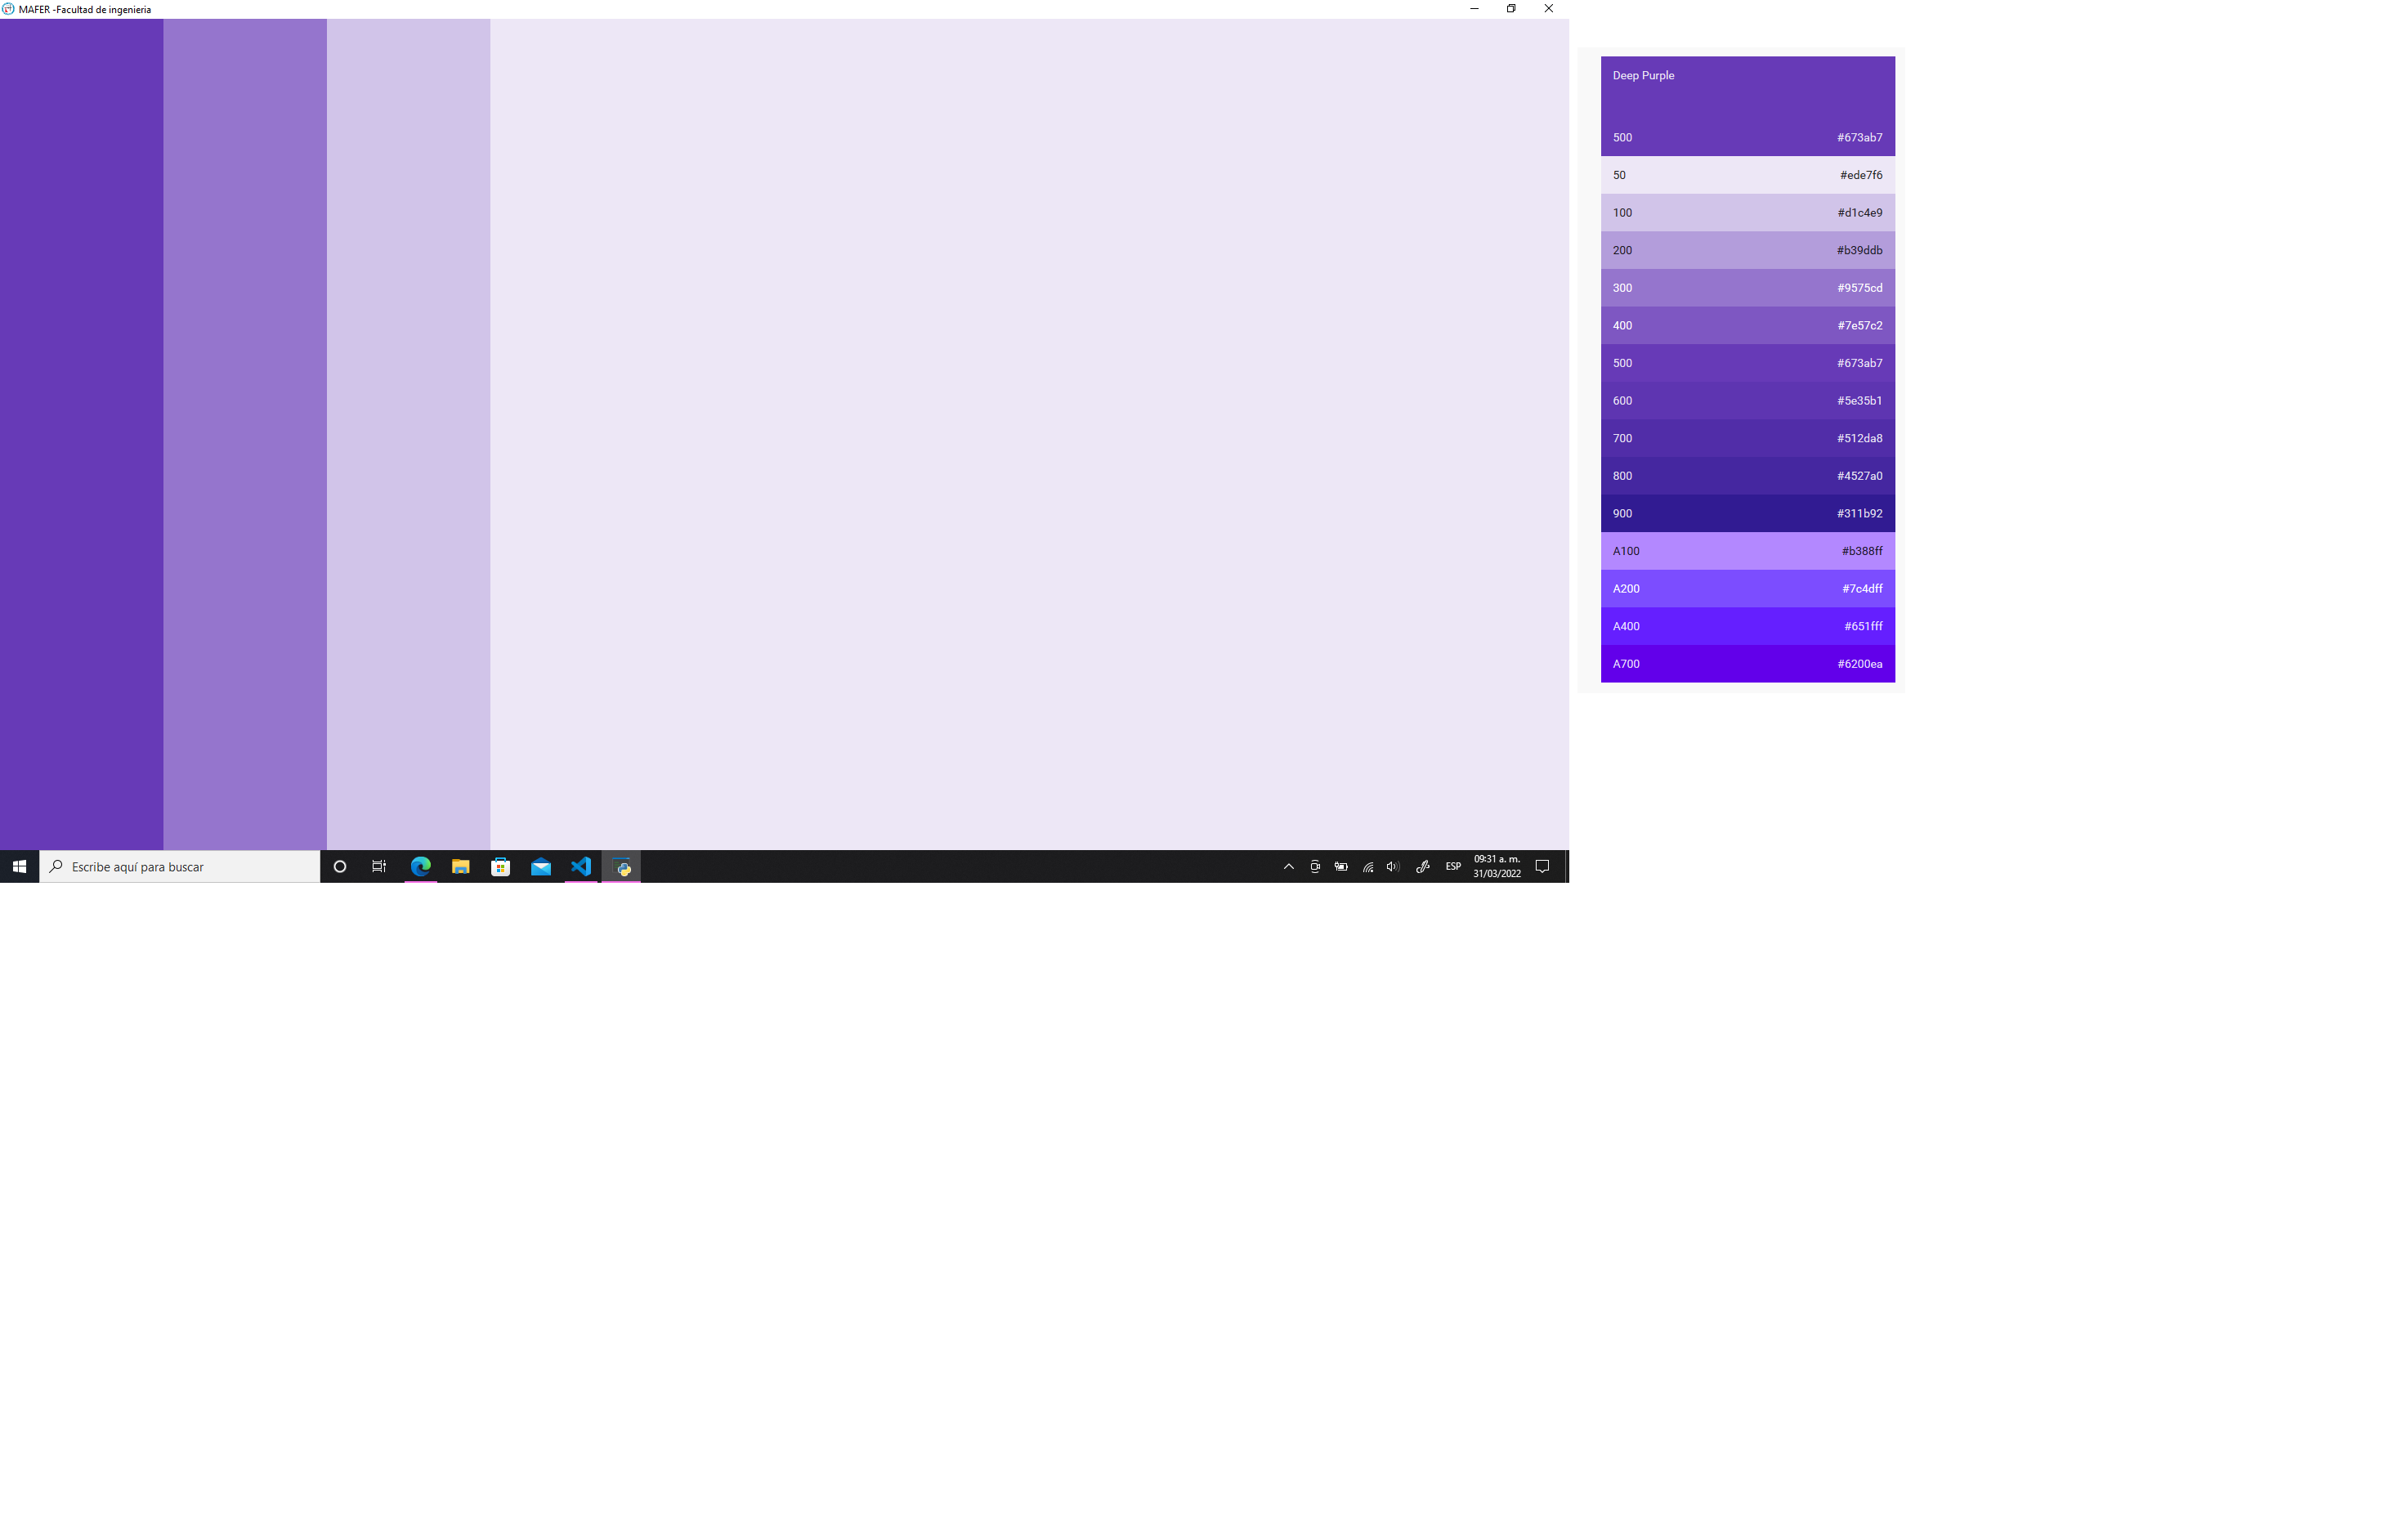 MAFER -Facultad de ingenieria
Deep Purple
500 #673ab7
50 #ede7f6
100 #d1c4e9
200 #b39ddb
300 #9575cd
400 #7e57c2
500 #673ab7
600 #5e35b1
700 #512da8
800 #4527a0
900 #311b92
A100 #b388ff
A200 #7c4dff
A400 #651fff
A700 #6200ea
Escribe aquí para buscar
ESP
09:31 a. m.
31/03/2022